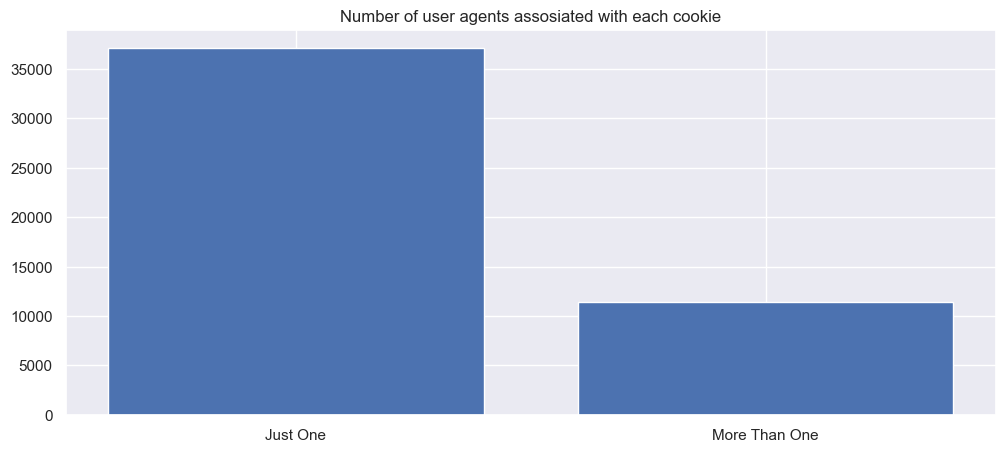 Number of user agents assosiated with each cookie
35000
30000
25000
20000
15000
10000
5000
0
Just One
More Than One